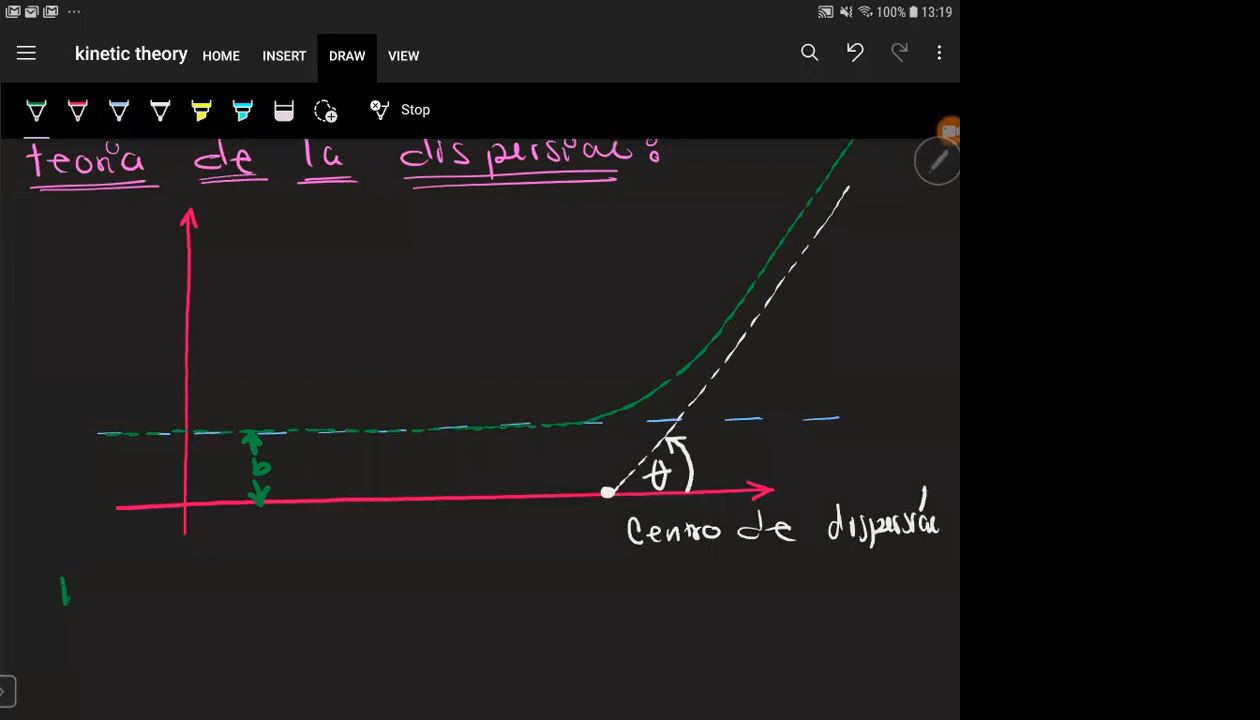 100% 13:19
kinetic theory HOME INSERT DRAW VIEW
Stop
teoría de la dispersión:
b
θ
Centro de dispersión